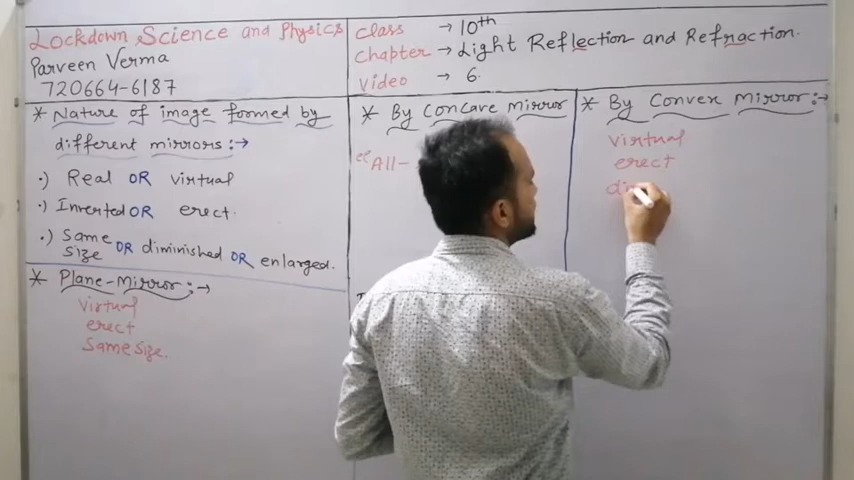 Lockdown Science and Physics
Parveen Verma
720664-6187
Class → 10th
Chapter → Light Reflection and Refraction.
Video → 6.
* Nature of image formed by
different mirrors :→
•) Real OR virtual
•) Inverted OR erect.
•) Same size OR diminished OR enlarged.
* Plane-Mirror :→
virtual
erect
Same size.
* By Concave mirror
"All-
* By Convex Mirror :→
virtual
erect